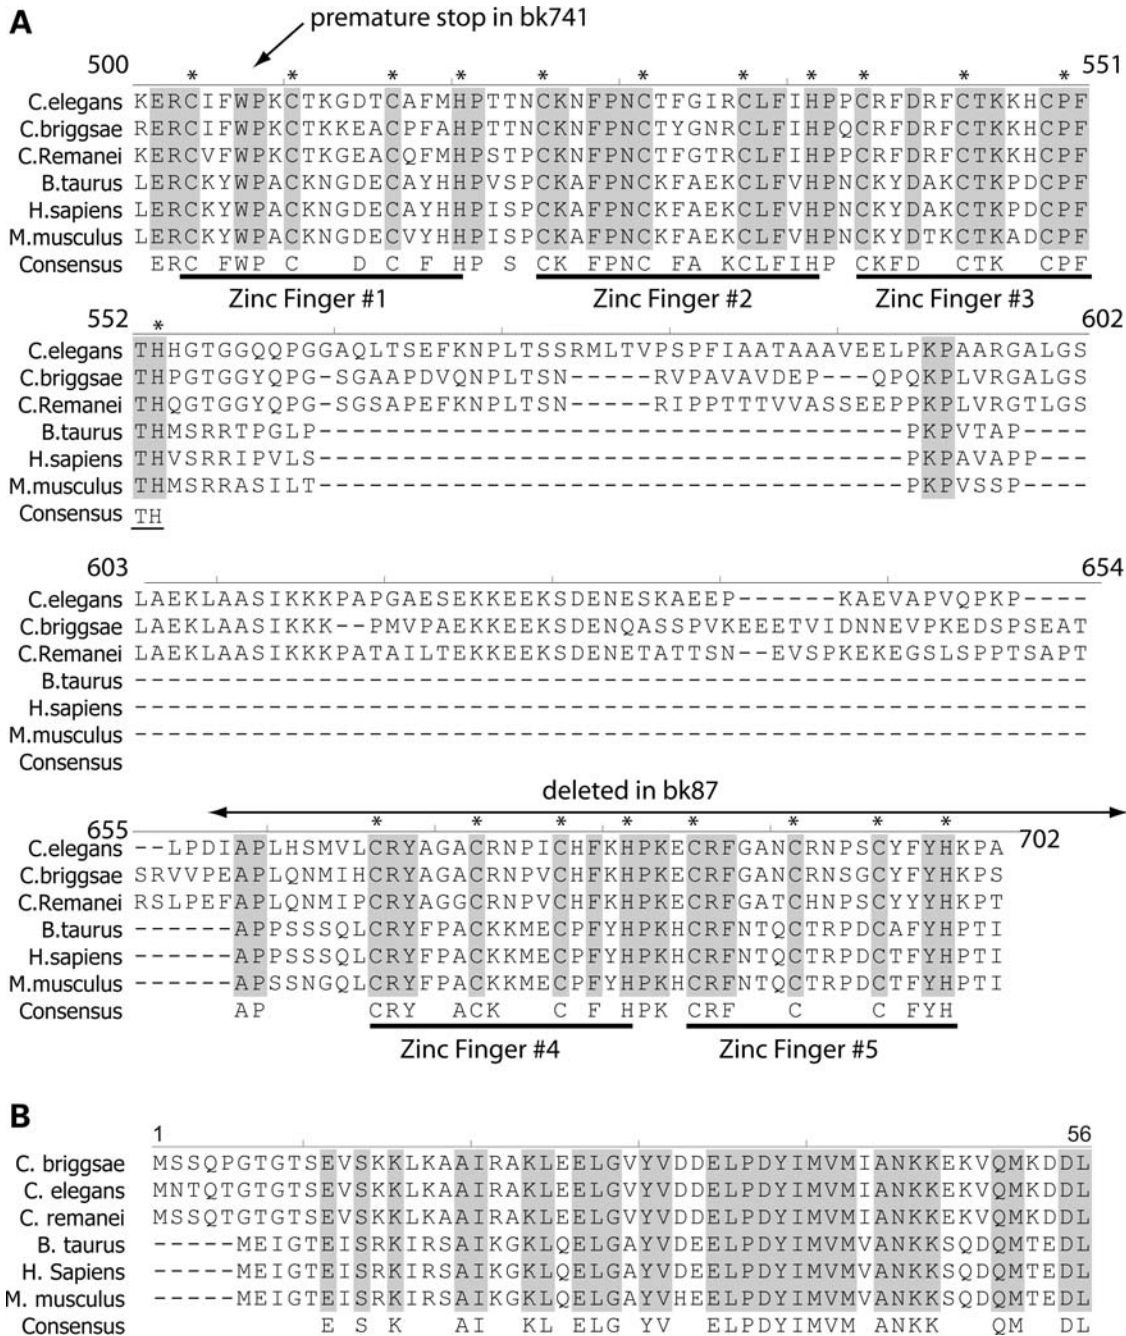 A
premature stop in bk741
500 * * * * * * * * * * * 551
C.elegans KERCIFWPKCTKGDTCAFMHPTTNCKNFPNCTFGIRCLFIHPPCRFDRFCTKKHCPF
C.briggsae RERCIFWPKCTKKEACPFAHPTTNCKNFPNCTYGNRCLFIHPQCRFDRFCTKKHCPF
C.Remanei KERCVFWPKCTKGEACQFMHPSTPCKNFPNCTFGTRCLFIHPPCRFDRFCTKKHCPF
B.taurus LERCKYWPACKNGDECAYHHPVSPCKAFPNCKFAEKCLFVHPNCKYDAKCTKPDCPF
H.sapiens LERCKYWPACKNGDECAYHHPISPCKAFPNCKFAEKCLFVHPNCKYDAKCTKPDCPF
M.musculus LERCKYWPACKNGDECVYHHPISPCKAFPNCKFAEKCLFVHPNCKYDTKCTKADCPF
Consensus ERC FWP C D C F HP S CK FPNC FA KCLFIHP CKFD CTK CPF
Zinc Finger #1 Zinc Finger #2 Zinc Finger #3
552 * 602
C.elegans THHGTGGQQPGGAQLTSEFKNPLTSSRMLTVPSPFIAATAAAVEELPKPAARGALGS
C.briggsae THPGTGGYQPG-SGAAPDVQNPLTSN-----RVPAVAVDEP---QPQKPLVRGALGS
C.Remanei THQGTGGYQPG-SGSAPEFKNPLTSN-----RIPPTTTVVASSEEPPKPLVRGTLGS
B.taurus THMSRRTPGLP-----------------------------------PKPVTAP----
H.sapiens THVSRRIPVLS-----------------------------------PKPAVAPP---
M.musculus THMSRRASILT-----------------------------------PKPVSSP----
Consensus TH
603 654
C.elegans LAEKLAASIKKKPAPGAESEKKEEKSDENESKAEEP------KAEVAPVQPKP----
C.briggsae LAEKLAASIKKK--PMVPAEKKEEKSDENQASSPVKEEETVIDNNEVPKEDSPSEAT
C.Remanei LAEKLAASIKKKPATAILTEKKEEKSDENETATTSN--EVSPKEKEGSLSPPTSAPT
B.taurus ---------------------------------------------------------
H.sapiens ---------------------------------------------------------
M.musculus ---------------------------------------------------------
Consensus
deleted in bk87
655 * * * * * * * * 702
C.elegans --LPDIAPLHSMVLCRYAGACRNPICHFKHPKECRFGANCRNPSCYFYHKPA
C.briggsae SRVVPEAPLQNMIHCRYAGACRNPVCHFKHPKECRFGANCRNSGCYFYHKPS
C.Remanei RSLPEFAPLQNMIPCRYAGGCRNPVCHFKHPKECRFGATCHNPSCYYYHKPT
B.taurus ------APPSSSQLCRYFPACKKMECPFYHPKHCRFNTQCTRPDCAFYHPTI
H.sapiens ------APPSSSQLCRYFPACKKMECPFYHPKHCRFNTQCTRPDCTFYHPTI
M.musculus ------APSSNGQLCRYFPACKKMECPFYHPKHCRFNTQCTRPDCTFYHPTI
Consensus AP CRY ACK C F HPK CRF C C FYH
Zinc Finger #4 Zinc Finger #5
B
1 56
C. briggsae MSSQPGTGTSEVSKKLKAAIRAKLEELGVYVDDELPDYIMVMIANKKEKVQMKDDL
C. elegans MNTQTGTGTSEVSKKLKAAIRAKLEELGVYVDDELPDYIMVMIANKKEKVQMKDDL
C. remanei MSSQTGTGTSEVSKKLKAAIRAKLEELGVYVDDELPDYIMVMIANKKEKVQMKDDL
B. taurus -----MEIGTEISRKIRSAIKGKLQELGAYVDEELPDYIMVMVANKKSQDQMTEDL
H. Sapiens -----MEIGTEISRKIRSAIKGKLQELGAYVDEELPDYIMVMVANKKSQDQMTEDL
M. musculus -----MEIGTEISRKIRSAIKGKLQELGAYVHEELPDYIMVMVANKKSQDQMTEDL
Consensus E S K AI KL ELG YV ELPDYIMVM ANKK QM DL